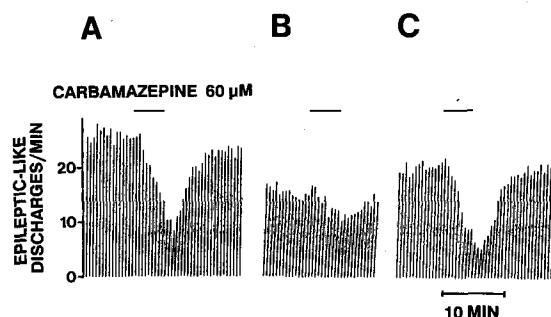 A B C
CARBAMAZEPINE 60 µM
EPILEPTIC-LIKE
DISCHARGES/MIN
20
10
0
10 MIN